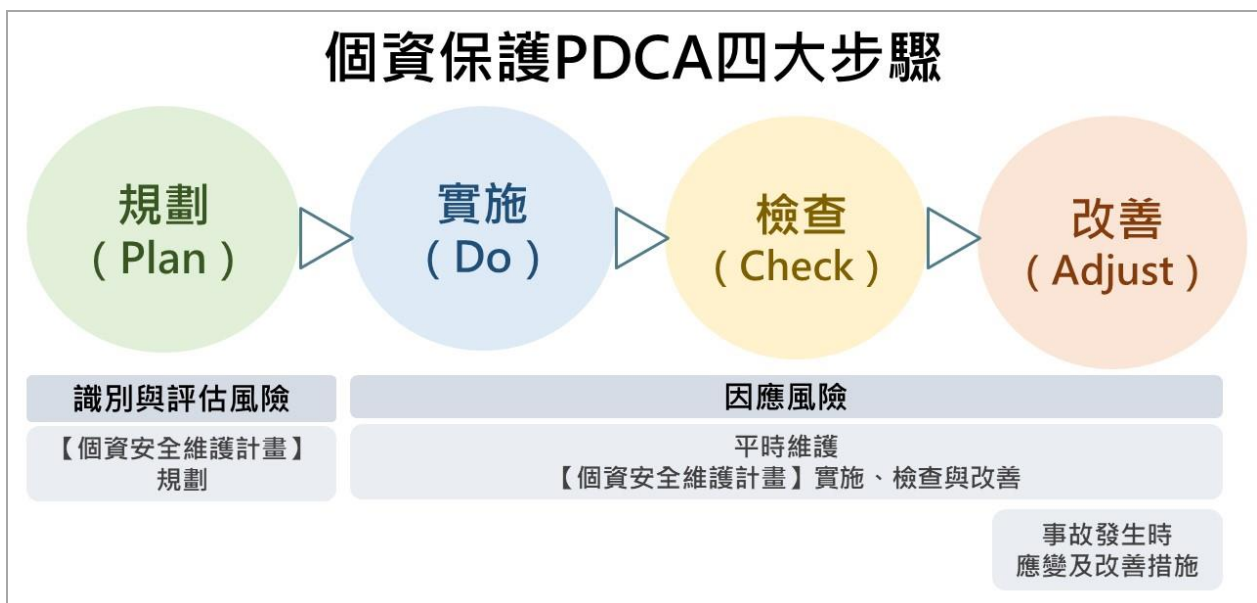 個資保護PDCA四大步驟
規劃
（Plan）
實施
（Do）
檢查
（Check）
改善
（Adjust）
識別與評估風險
因應風險
【個資安全維護計畫】
規劃
平時維護
【個資安全維護計畫】實施、檢查與改善
事故發生時
應變及改善措施